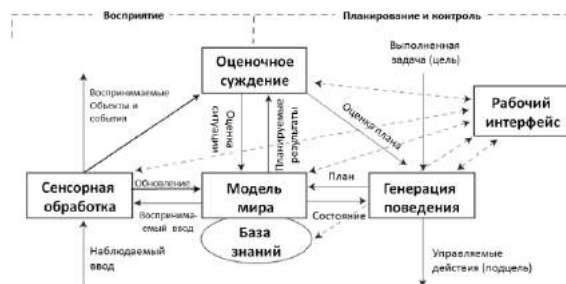 Восприятие
Планирование и контроль
Оценочное
суждение
Выполненная
задача (цель)
Воспринимаемые
Объекты и
события
Оценка
ситуации
Планируемые
результаты
Оценка плана
Рабочий
интерфейс
Сенсорная
обработка
Обновления
Воспринима-
емый ввод
Модель
мира
План
Состояние
Генерация
поведения
База
знаний
Наблюдаемый
ввод
Управляемые
действия (подцель)